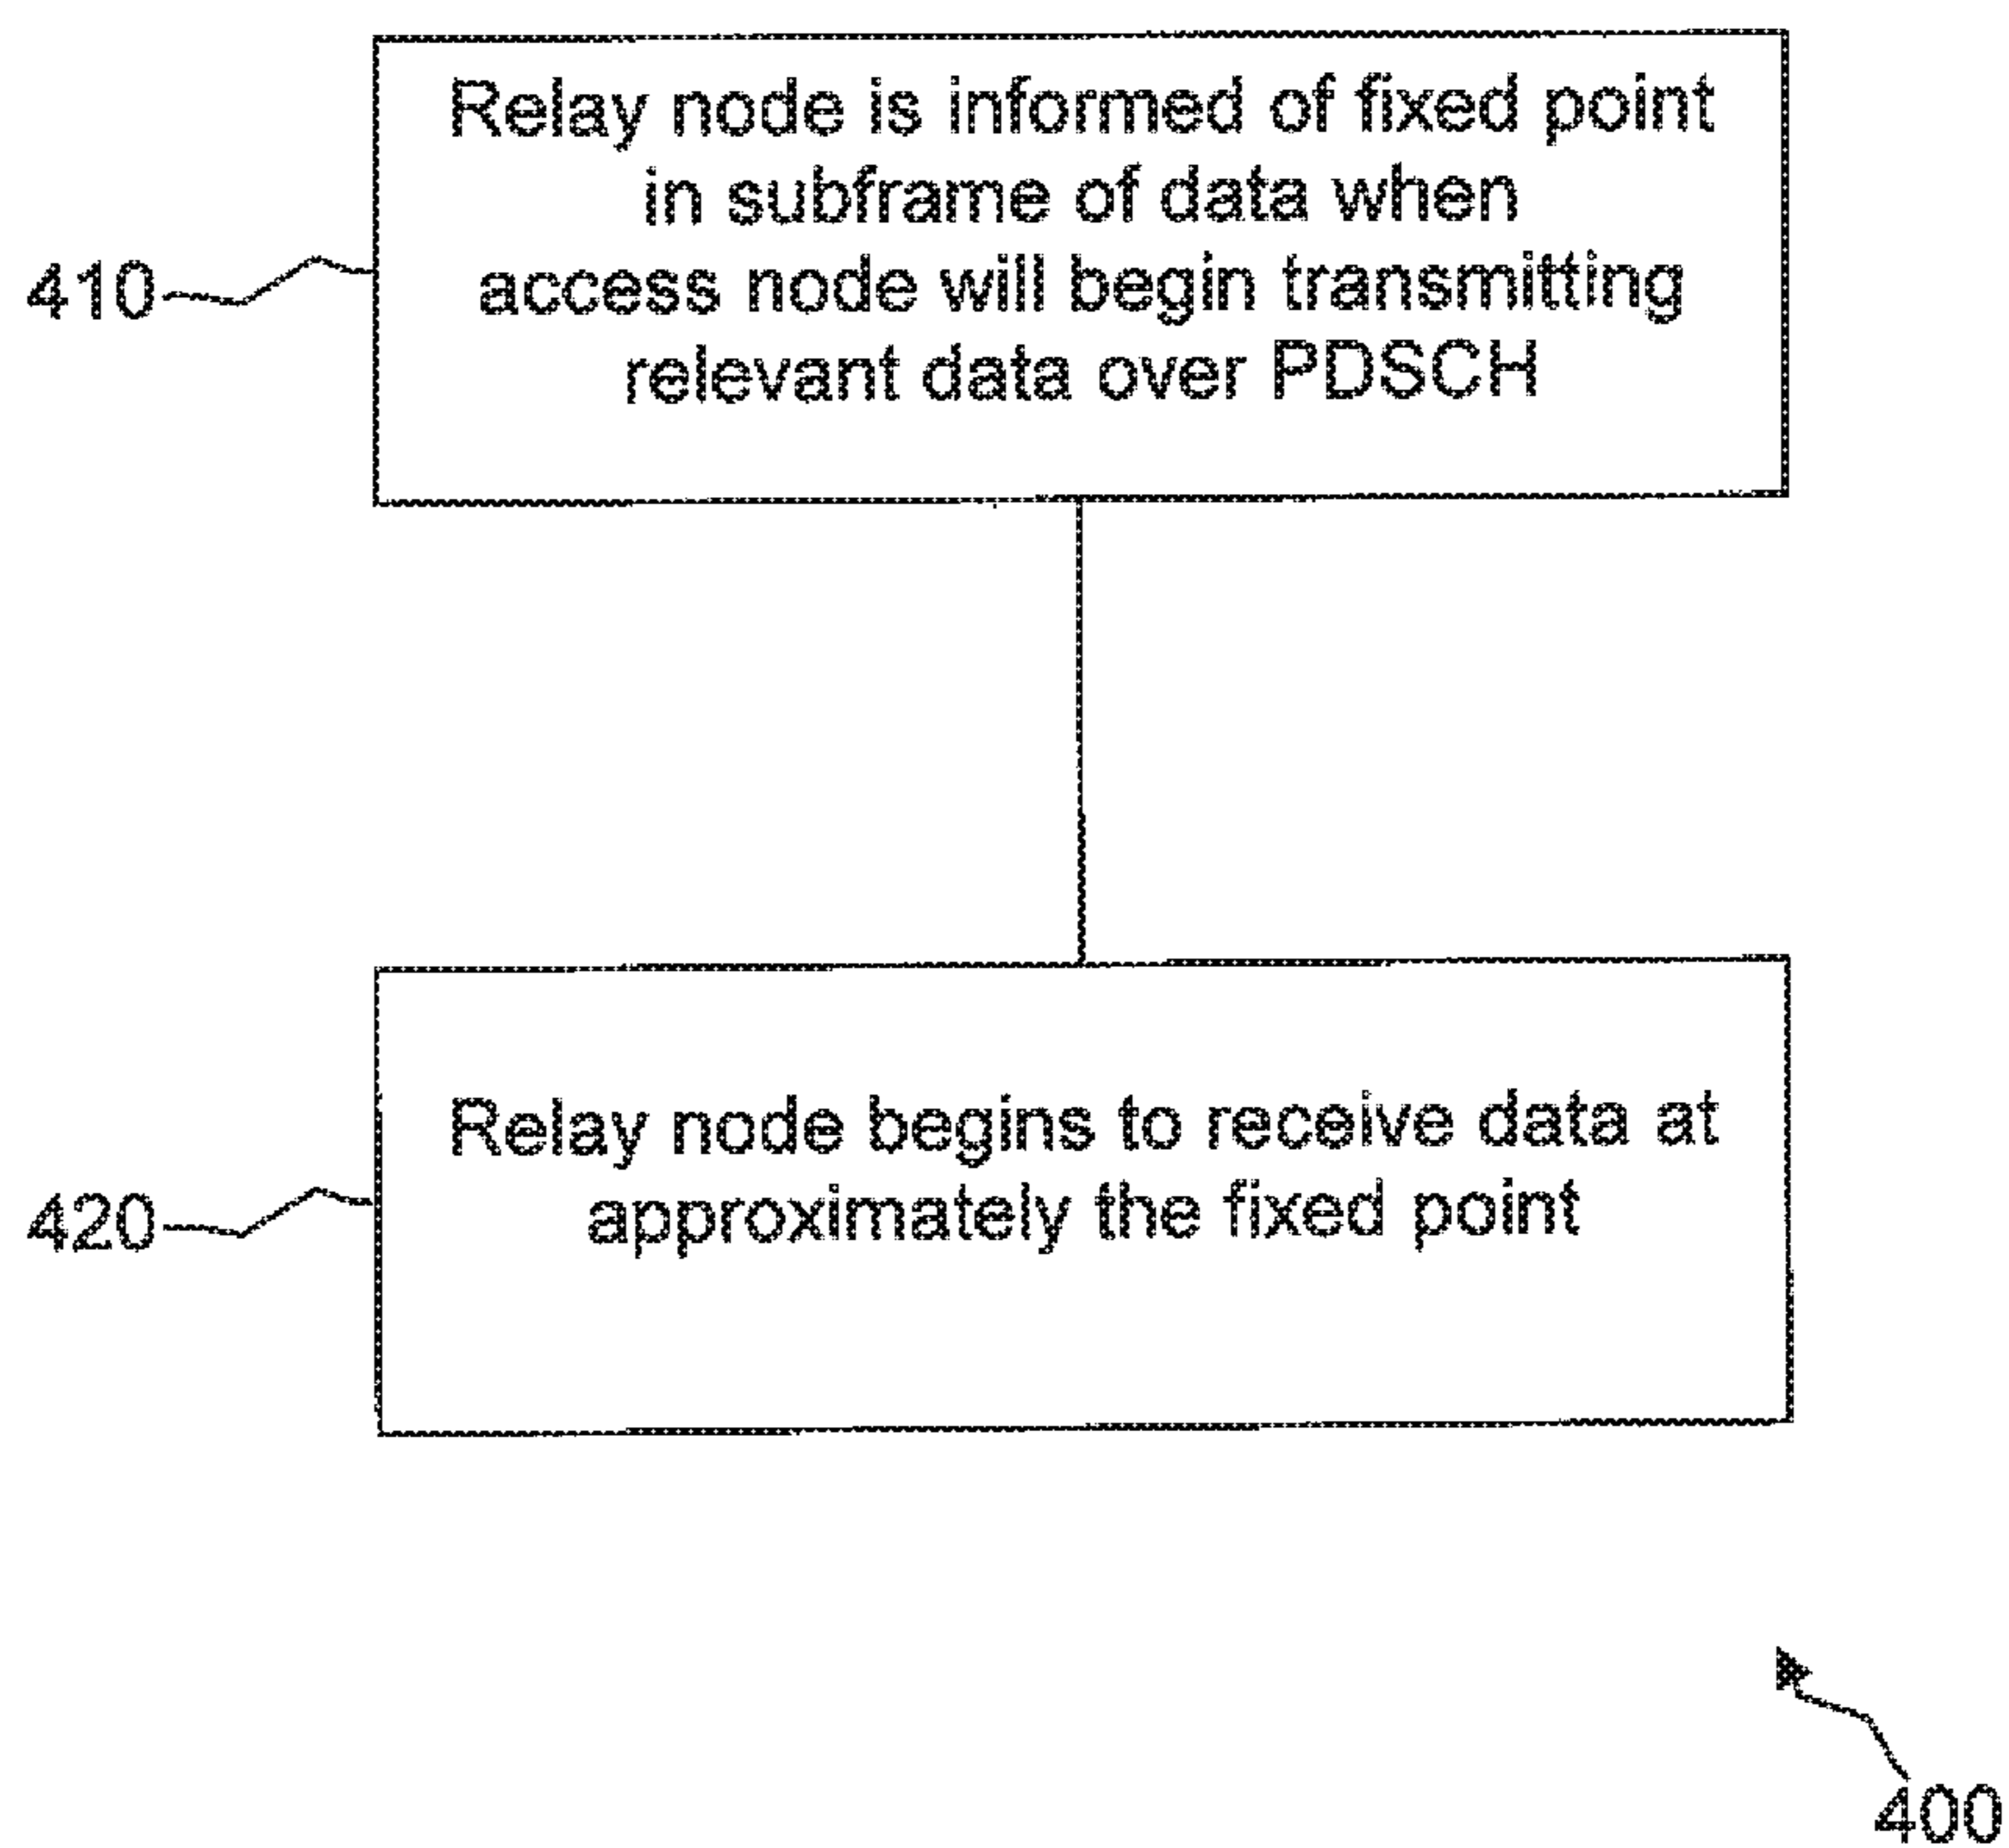 Relay node is informed of fixed point
in subframe of data when
access node will begin transmitting
relevant data over PDSCH
410
Relay node begins to receive data at
approximately the fixed point
420
400